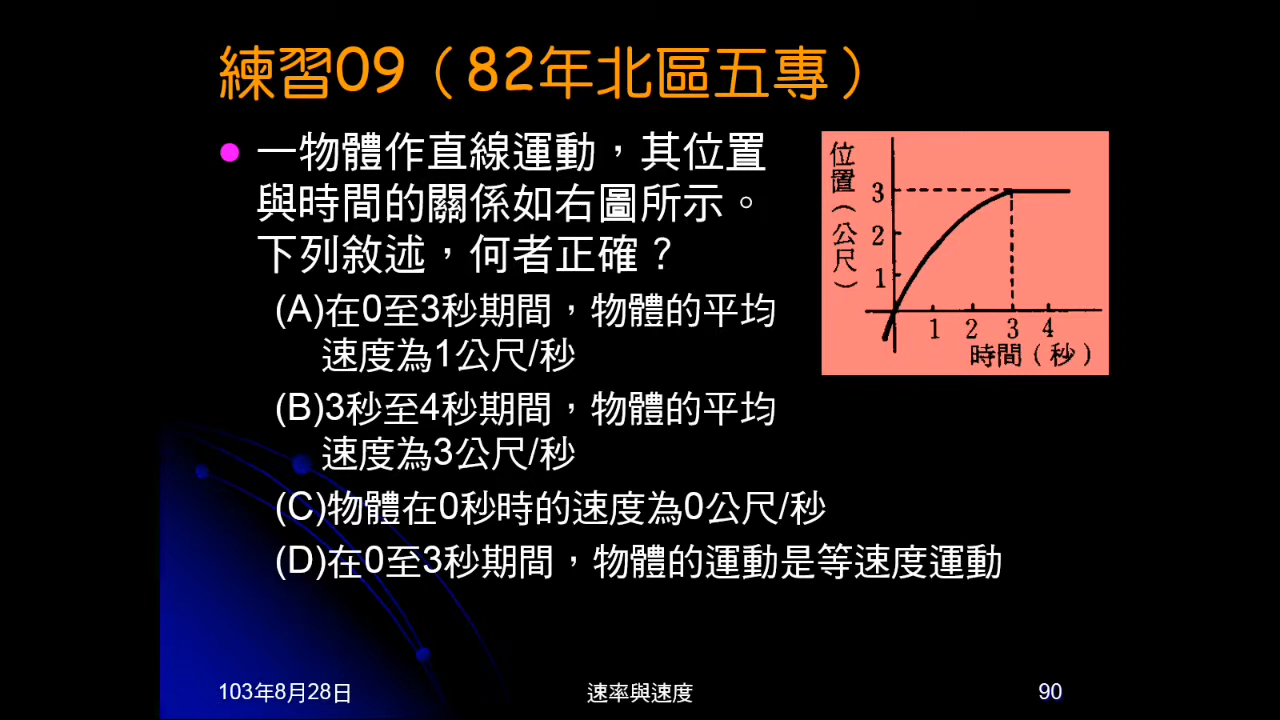 練習09（82年北區五專）
一物體作直線運動，其位置
與時間的關係如右圖所示。
下列敘述，何者正確？
(A)在0至3秒期間，物體的平均
速度為1公尺/秒
(B)3秒至4秒期間，物體的平均
速度為3公尺/秒
(C)物體在0秒時的速度為0公尺/秒
(D)在0至3秒期間，物體的運動是等速度運動
位置（公尺）
3
2
1
1 2 3 4
時間（秒）
103年8月28日
速率與速度
90